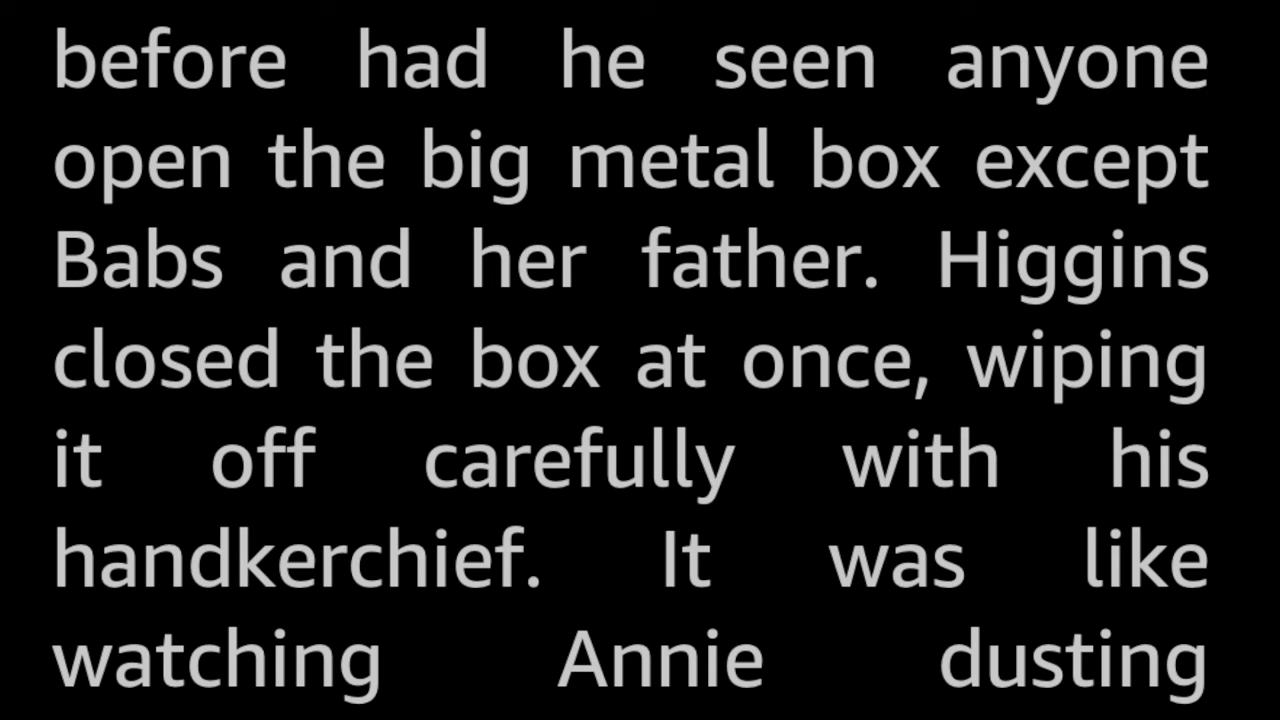 before had he seen anyone
open the big metal box except
Babs and her father. Higgins
closed the box at once, wiping
it off carefully with his
handkerchief. It was like
watching Annie dusting